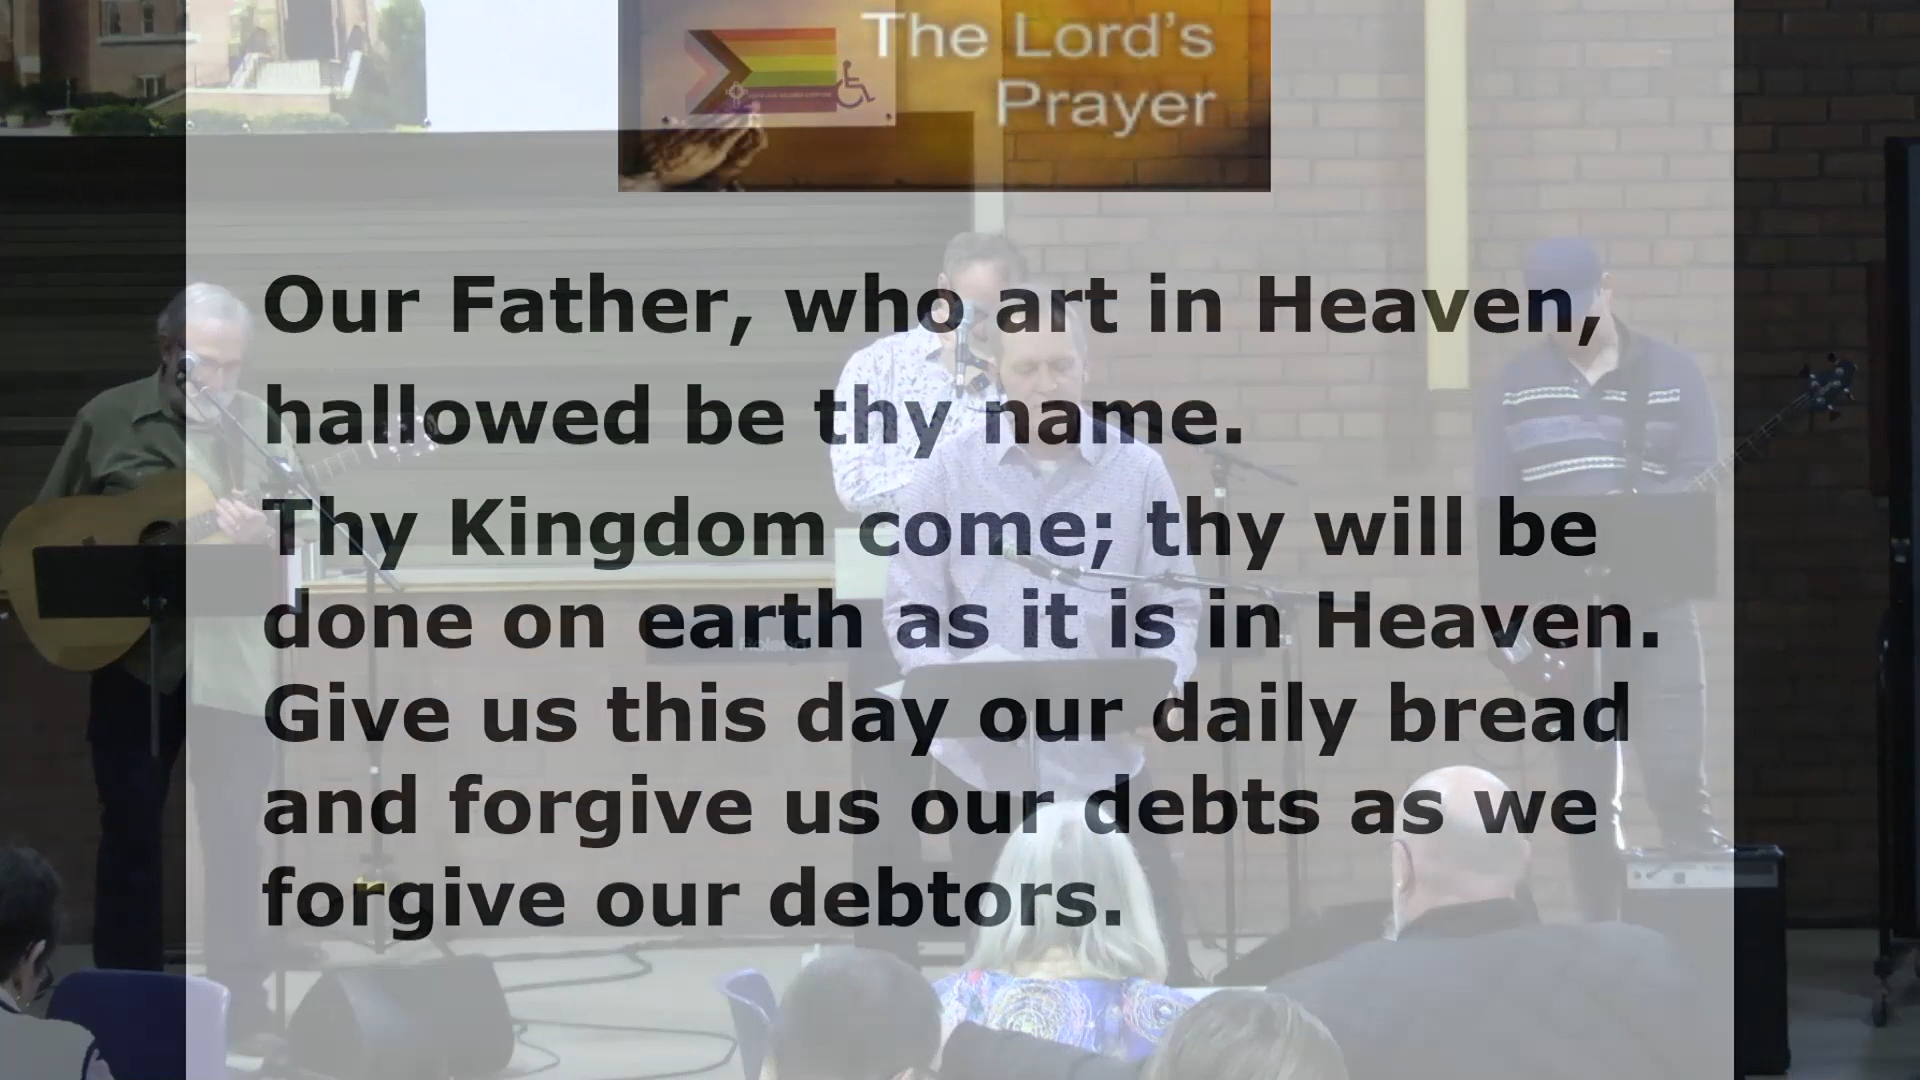 The Lord's
Prayer
Our Father, who art in Heaven,
hallowed be thy name.
Thy Kingdom come; thy will be
done on earth as it is in Heaven.
Give us this day our daily bread
and forgive us our debts as we
forgive our debtors.
Roland